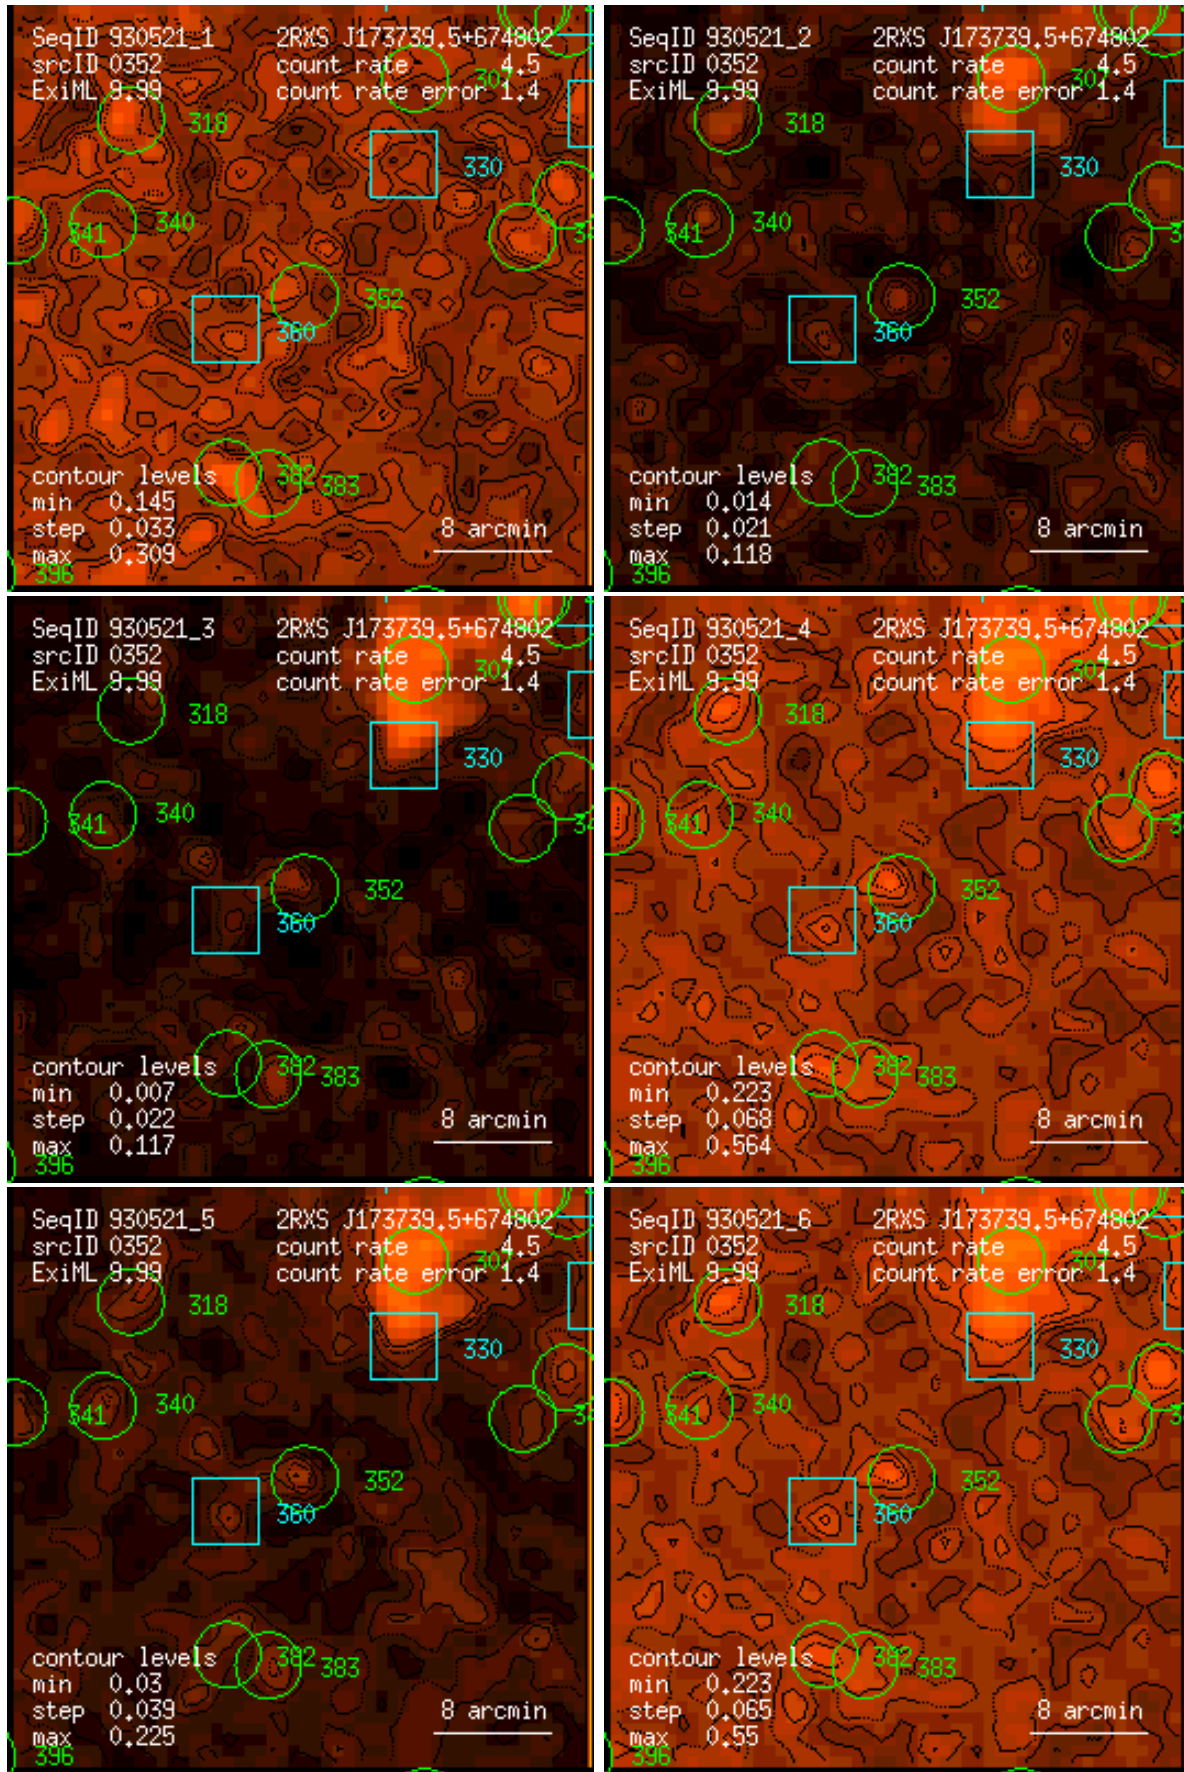 SeqID 930521_1 2RXS J173739.5+674802
srcID 0352 count rate 4.5
ExiML 9.99 count rate error 1.4
307
318
330
340
341
352
360
382 383
contour levels
min 0.145
step 0.033
max 0.309
8 arcmin
396
SeqID 930521_2 2RXS J173739.5+674802
srcID 0352 count rate 4.5
ExiML 9.99 count rate error 1.4
307
318
330
340
341
352
360
382 383
contour levels
min 0.014
step 0.021
max 0.118
8 arcmin
396
SeqID 930521_3 2RXS J173739.5+674802
srcID 0352 count rate 4.5
ExiML 9.99 count rate error 1.4
307
318
330
340
341
352
360
382 383
contour levels
min 0.007
step 0.022
max 0.117
8 arcmin
396
SeqID 930521_4 2RXS J173739.5+674802
srcID 0352 count rate 4.5
ExiML 9.99 count rate error 1.4
307
318
330
340
341
352
360
382 383
contour levels
min 0.223
step 0.068
max 0.564
8 arcmin
396
SeqID 930521_5 2RXS J173739.5+674802
srcID 0352 count rate 4.5
ExiML 9.99 count rate error 1.4
307
318
330
340
341
352
360
382 383
contour levels
min 0.03
step 0.039
max 0.225
8 arcmin
396
SeqID 930521_6 2RXS J173739.5+674802
srcID 0352 count rate 4.5
ExiML 9.99 count rate error 1.4
307
318
330
340
341
352
360
382 383
contour levels
min 0.223
step 0.065
max 0.55
8 arcmin
396